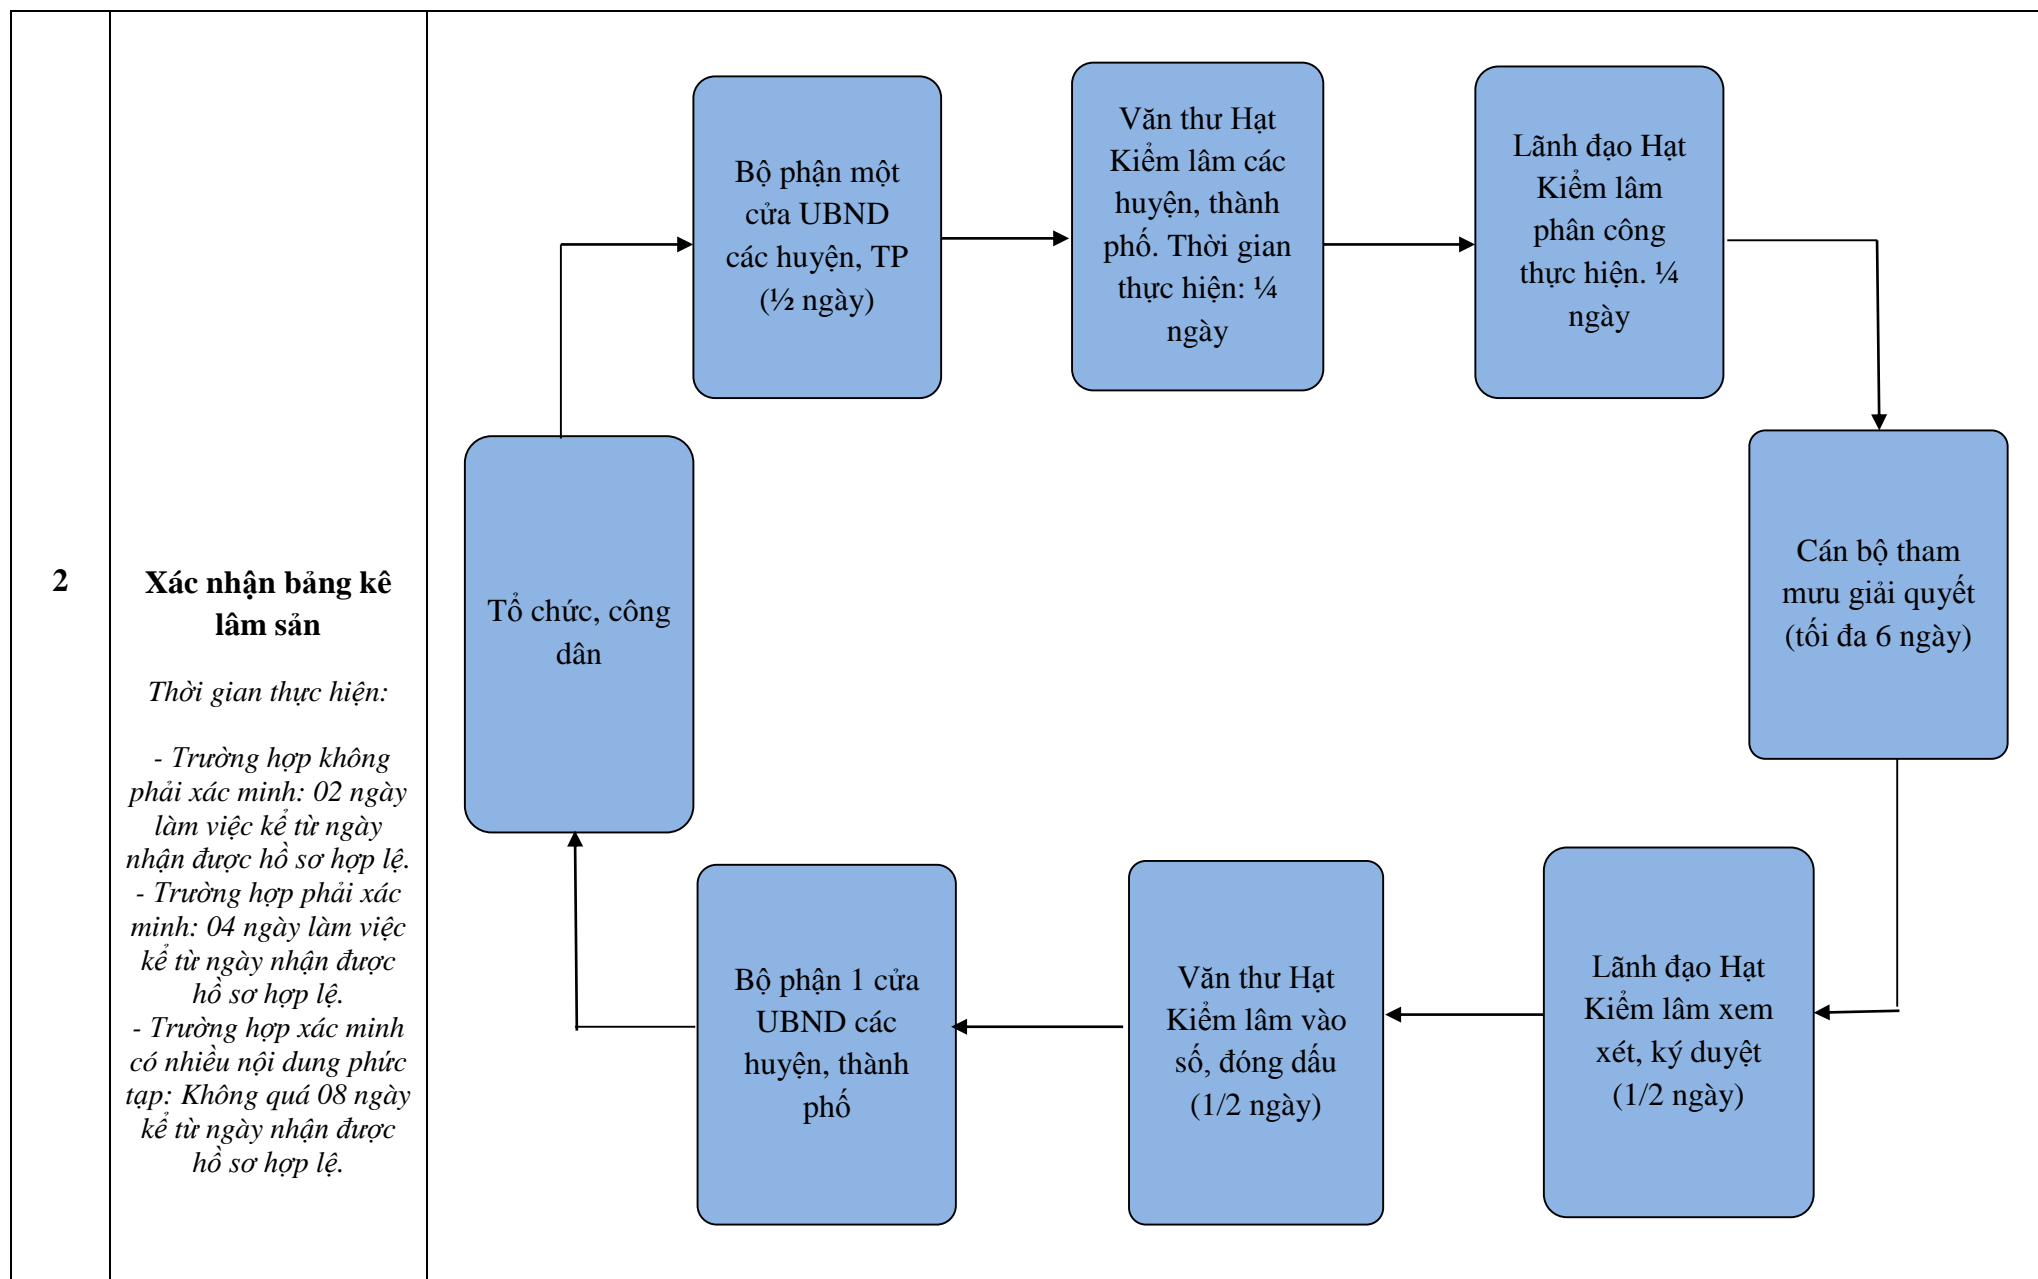 2
Xác nhận bảng kê
lâm sản
Thời gian thực hiện:
- Trường hợp không
phải xác minh: 02 ngày
làm việc kể từ ngày
nhận được hồ sơ hợp lệ.
- Trường hợp phải xác
minh: 04 ngày làm việc
kể từ ngày nhận được
hồ sơ hợp lệ.
- Trường hợp xác minh
có nhiều nội dung phức
tạp: Không quá 08 ngày
kể từ ngày nhận được
hồ sơ hợp lệ.
Tổ chức, công
dân
Bộ phận một
cửa UBND
các huyện, TP
(½ ngày)
Văn thư Hạt
Kiểm lâm các
huyện, thành
phố. Thời gian
thực hiện: ¼
ngày
Lãnh đạo Hạt
Kiểm lâm
phân công
thực hiện. ¼
ngày
Cán bộ tham
mưu giải quyết
(tối đa 6 ngày)
Lãnh đạo Hạt
Kiểm lâm xem
xét, ký duyệt
(1/2 ngày)
Văn thư Hạt
Kiểm lâm vào
số, đóng dấu
(1/2 ngày)
Bộ phận 1 cửa
UBND các
huyện, thành
phố